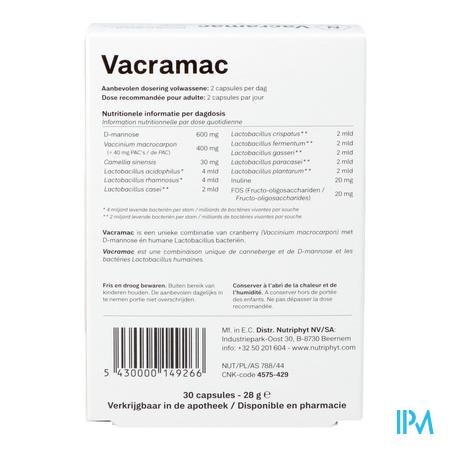 Vacramac
Aanbevolen dosering volwassene: 2 capsules per dag
Dose recommandée pour adulte: 2 capsules par jour
Nutritionele informatie per dagdosis
Information nutritionnelle par dose quotidienne
D-mannose 600 mg
Vaccinium macrocarpon 400 mg
(= 40 mg PAC's / de PAC)
Camellia sinensis 30 mg
Lactobacillus acidophilus* 4 mld
Lactobacillus rhamnosus* 4 mld
Lactobacillus casei** 2 mld
Lactobacillus crispatus** 2 mld
Lactobacillus fermentum** 2 mld
Lactobacillus gasseri** 2 mld
Lactobacillus paracasei** 2 mld
Lactobacillus plantarum** 2 mld
Inuline 20 mg
FOS (Fructo-oligosacchariden / 20 mg
Fructo-oligosaccharides)
* 4 miljard levende bacteriën per stam / milliards de bactéries vivantes par souche
** 2 miljard levende bacteriën per stam / milliards de bactéries vivantes par souche
Vacramac is een unieke combinatie van cranberry (Vaccinium macrocarpon) met
D-mannose én humane Lactobacillus bacteriën.
Vacramac est une combinaison unique de canneberge et de D-mannose et les
bactéries Lactobacillus humaines.
Fris en droog bewaren. Buiten bereik van
kinderen houden. De aanbevolen dagelijks in
te nemen portie niet overschrijden.
Conserver à l'abri de la chaleur et de
l'humidité. A conserver hors de portée
des enfants. Ne pas dépasser la dose
recommandée.
Mf. in E.C. Distr. Nutriphyt NV/SA:
Industriepark-Oost 30, B-8730 Beernem
info: +32 50 201 604 - www.nutriphyt.com
NUT/PL/AS 788/44
CNK-code 4575-429
5 430000 149266
30 capsules - 28 g e
Verkrijgbaar in de apotheek / Disponible en pharmacie
IPM